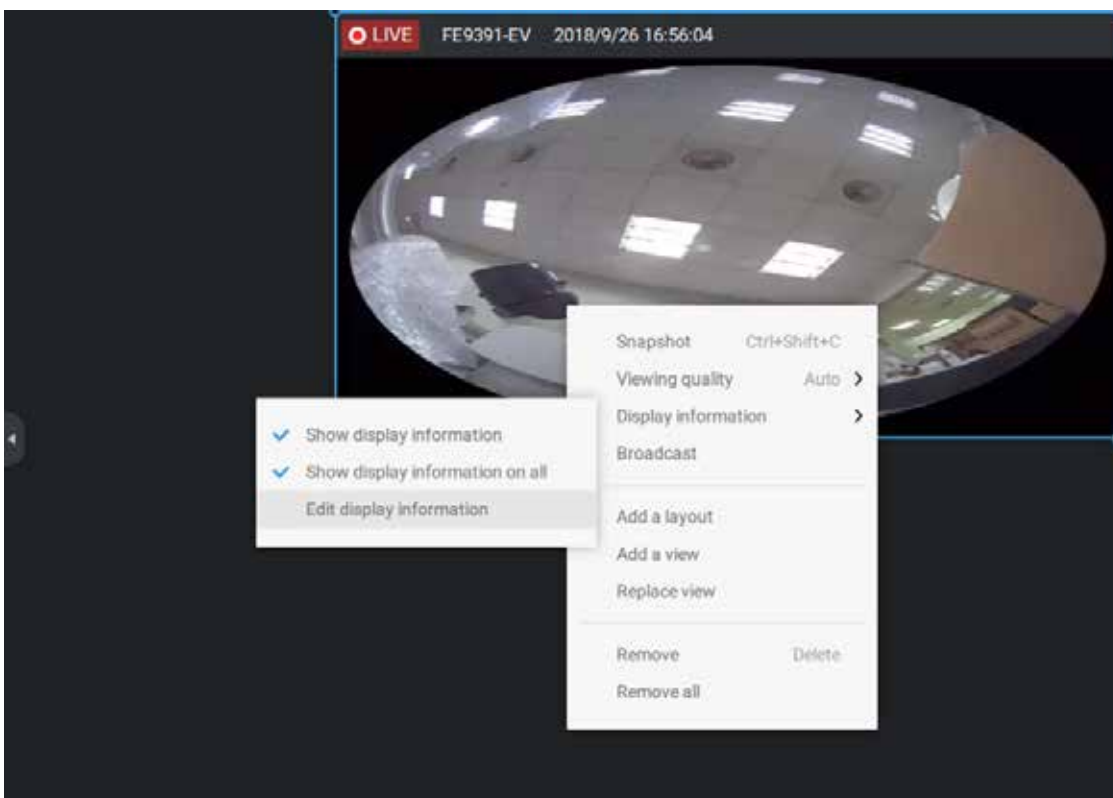 LIVE FE9391-EV 2018/9/26 16:56:04
Snapshot Ctrl+Shift+C
Viewing quality Auto
Display information
Broadcast
Add a layout
Add a view
Replace view
Remove Delete
Remove all
Show display information
Show display information on all
Edit display information